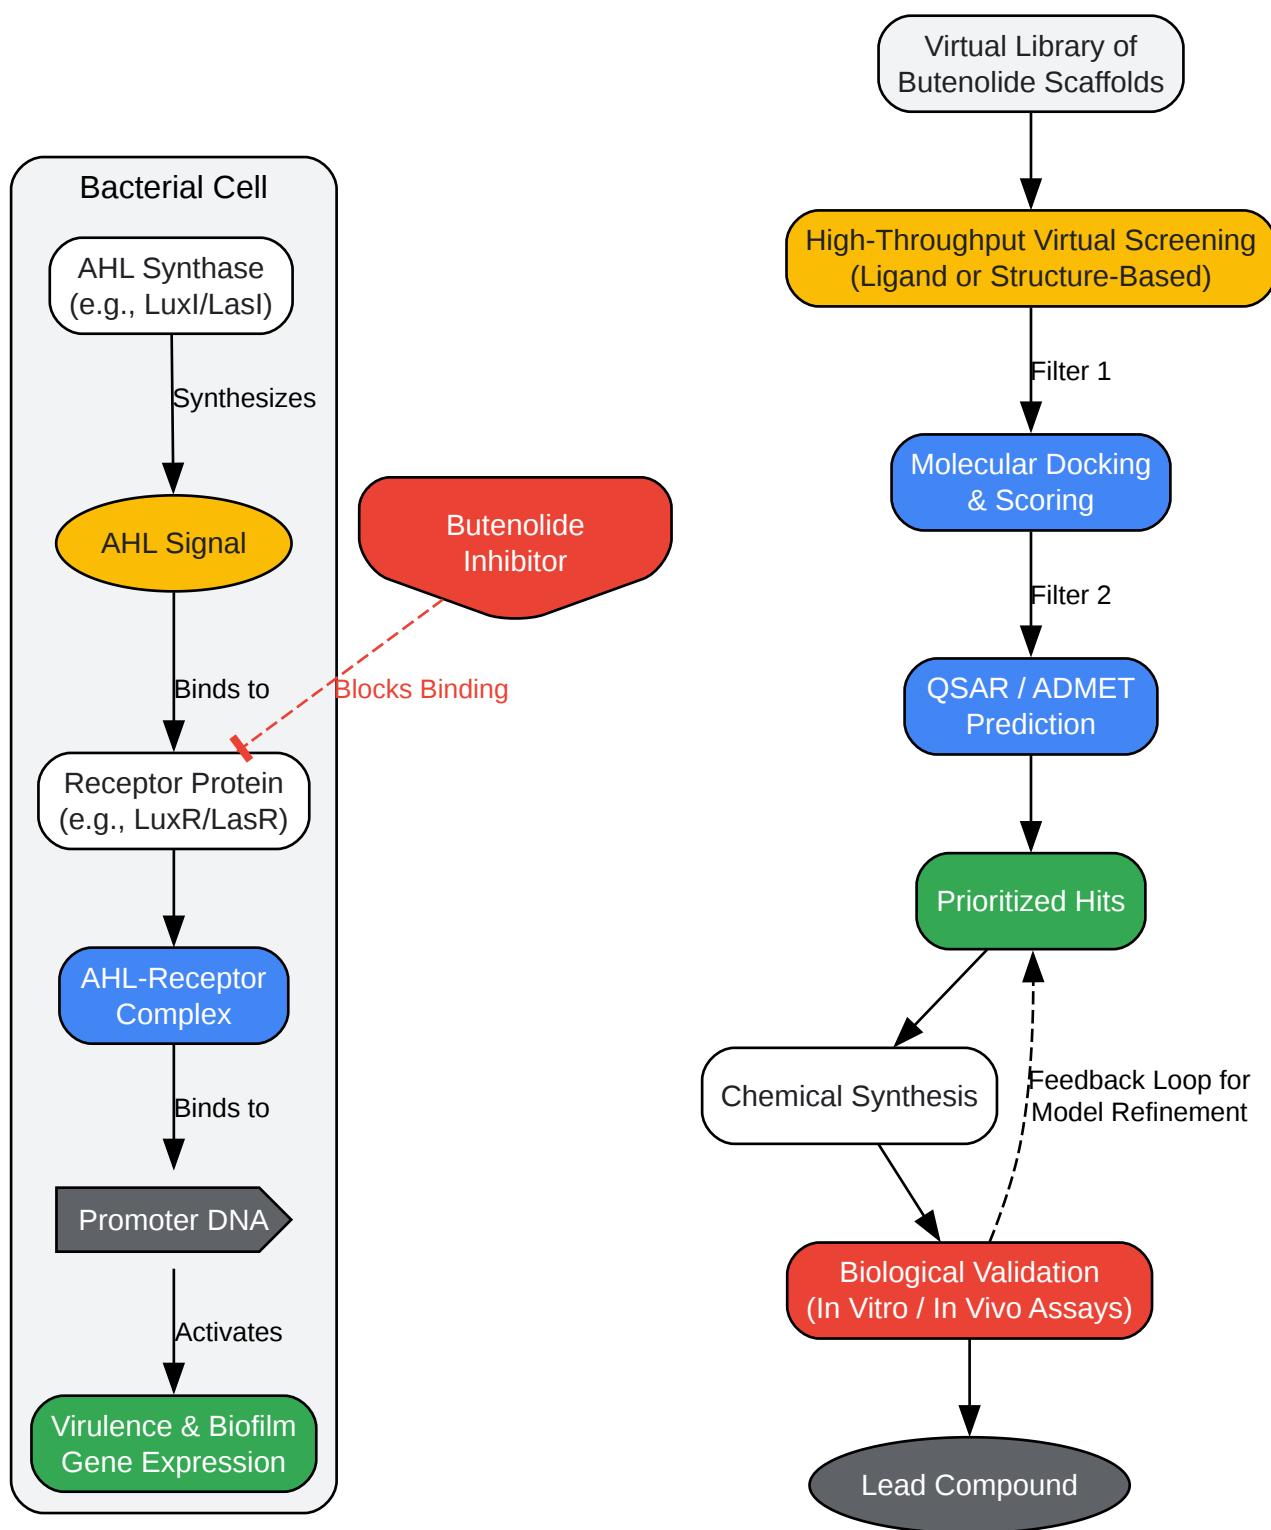 Bacterial Cell
AHL Synthase
(e.g., LuxI/LasI)
Synthesizes
AHL Signal
Binds to
Receptor Protein
(e.g., LuxR/LasR)
AHL-Receptor
Complex
Binds to
Promoter DNA
Activates
Virulence & Biofilm
Gene Expression
Butenolide
Inhibitor
Blocks Binding
Virtual Library of
Butenolide Scaffolds
High-Throughput Virtual Screening
(Ligand or Structure-Based)
Filter 1
Molecular Docking
& Scoring
Filter 2
QSAR / ADMET
Prediction
Prioritized Hits
Chemical Synthesis
Feedback Loop for
Model Refinement
Biological Validation
(In Vitro / In Vivo Assays)
Lead Compound